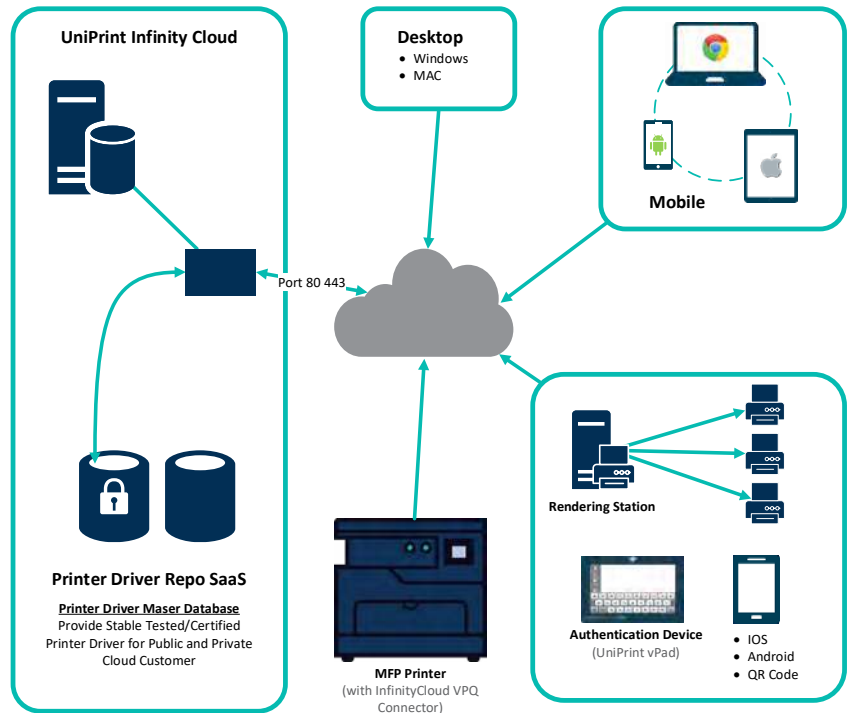 UniPrint Infinity Cloud
Desktop
• Windows
• MAC
Mobile
Port 80 443
Rendering Station
Printer Driver Repo SaaS
Printer Driver Maser Database
Provide Stable Tested/Certified
Printer Driver for Public and Private
Cloud Customer
MFP Printer
(with InfinityCloud VPQ
Connector)
Authentication Device
(UniPrint vPad)
• IOS
• Android
• QR Code